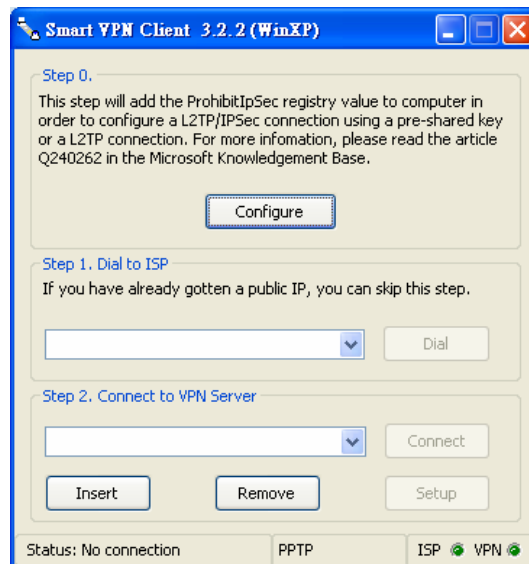 Smart VPN Client 3.2.2 (WinXP)
Step 0.
This step will add the ProhibitIpSec registry value to computer in
order to configure a L2TP/IPSec connection using a pre-shared key
or a L2TP connection. For more infomation, please read the article
Q240262 in the Microsoft Knowledgement Base.
Configure
Step 1. Dial to ISP
If you have already gotten a public IP, you can skip this step.
Dial
Step 2. Connect to VPN Server
Connect
Insert Remove Setup
Status: No connection PPTP ISP VPN